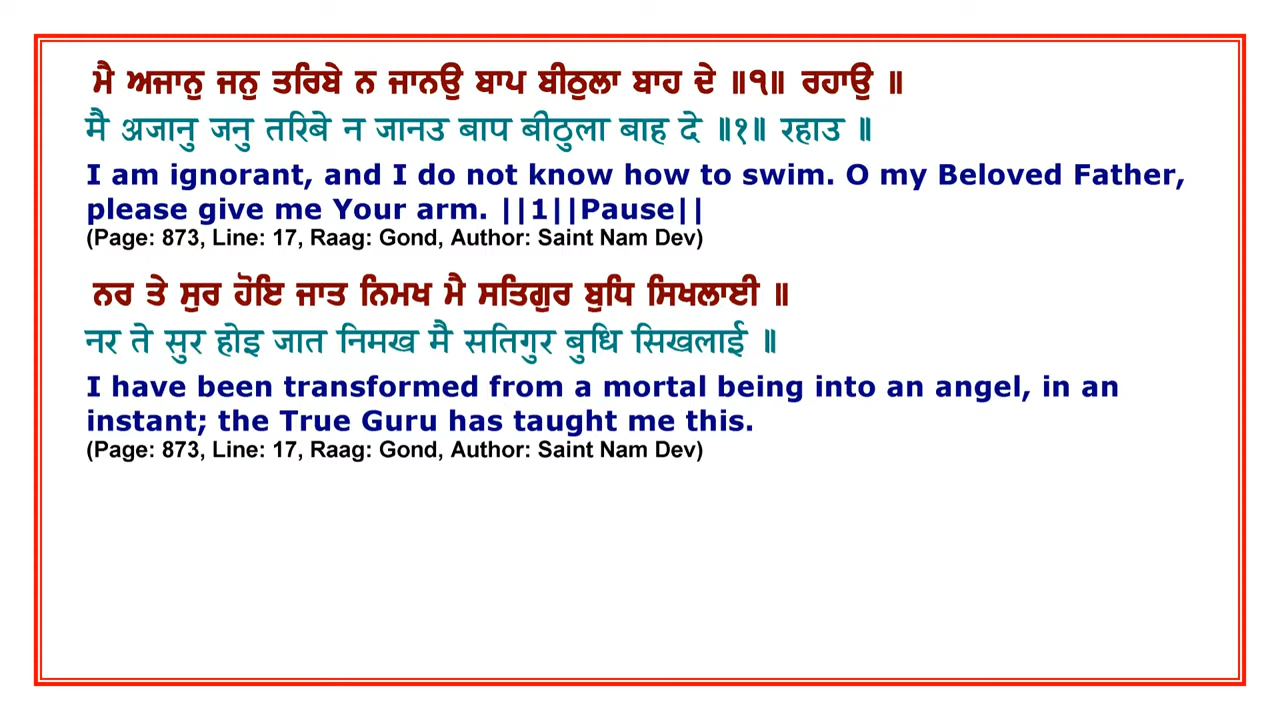 ਮੈ ਅਜਾਨੁ ਜਨੁ ਤਰਿਬੇ ਨ ਜਾਨਉ ਬਾਪ ਬੀਠੁਲਾ ਬਾਹ ਦੇ ॥੧॥ ਰਹਾਉ ॥
मै अजानु जनु तरिबे न जानउ बाप बीठुला बाह दे ॥१॥ रहाउ ॥
I am ignorant, and I do not know how to swim. O my Beloved Father,
please give me Your arm. ||1||Pause||
(Page: 873, Line: 17, Raag: Gond, Author: Saint Nam Dev)
ਨਰ ਤੇ ਸੁਰ ਹੋਇ ਜਾਤ ਨਿਮਖ ਮੈ ਸਤਿਗੁਰ ਬੁਧਿ ਸਿਖਲਾਈ ॥
नर ते सुर होइ जात निमख मै सतिगुर बुधि सिखलाई ॥
I have been transformed from a mortal being into an angel, in an
instant; the True Guru has taught me this.
(Page: 873, Line: 17, Raag: Gond, Author: Saint Nam Dev)